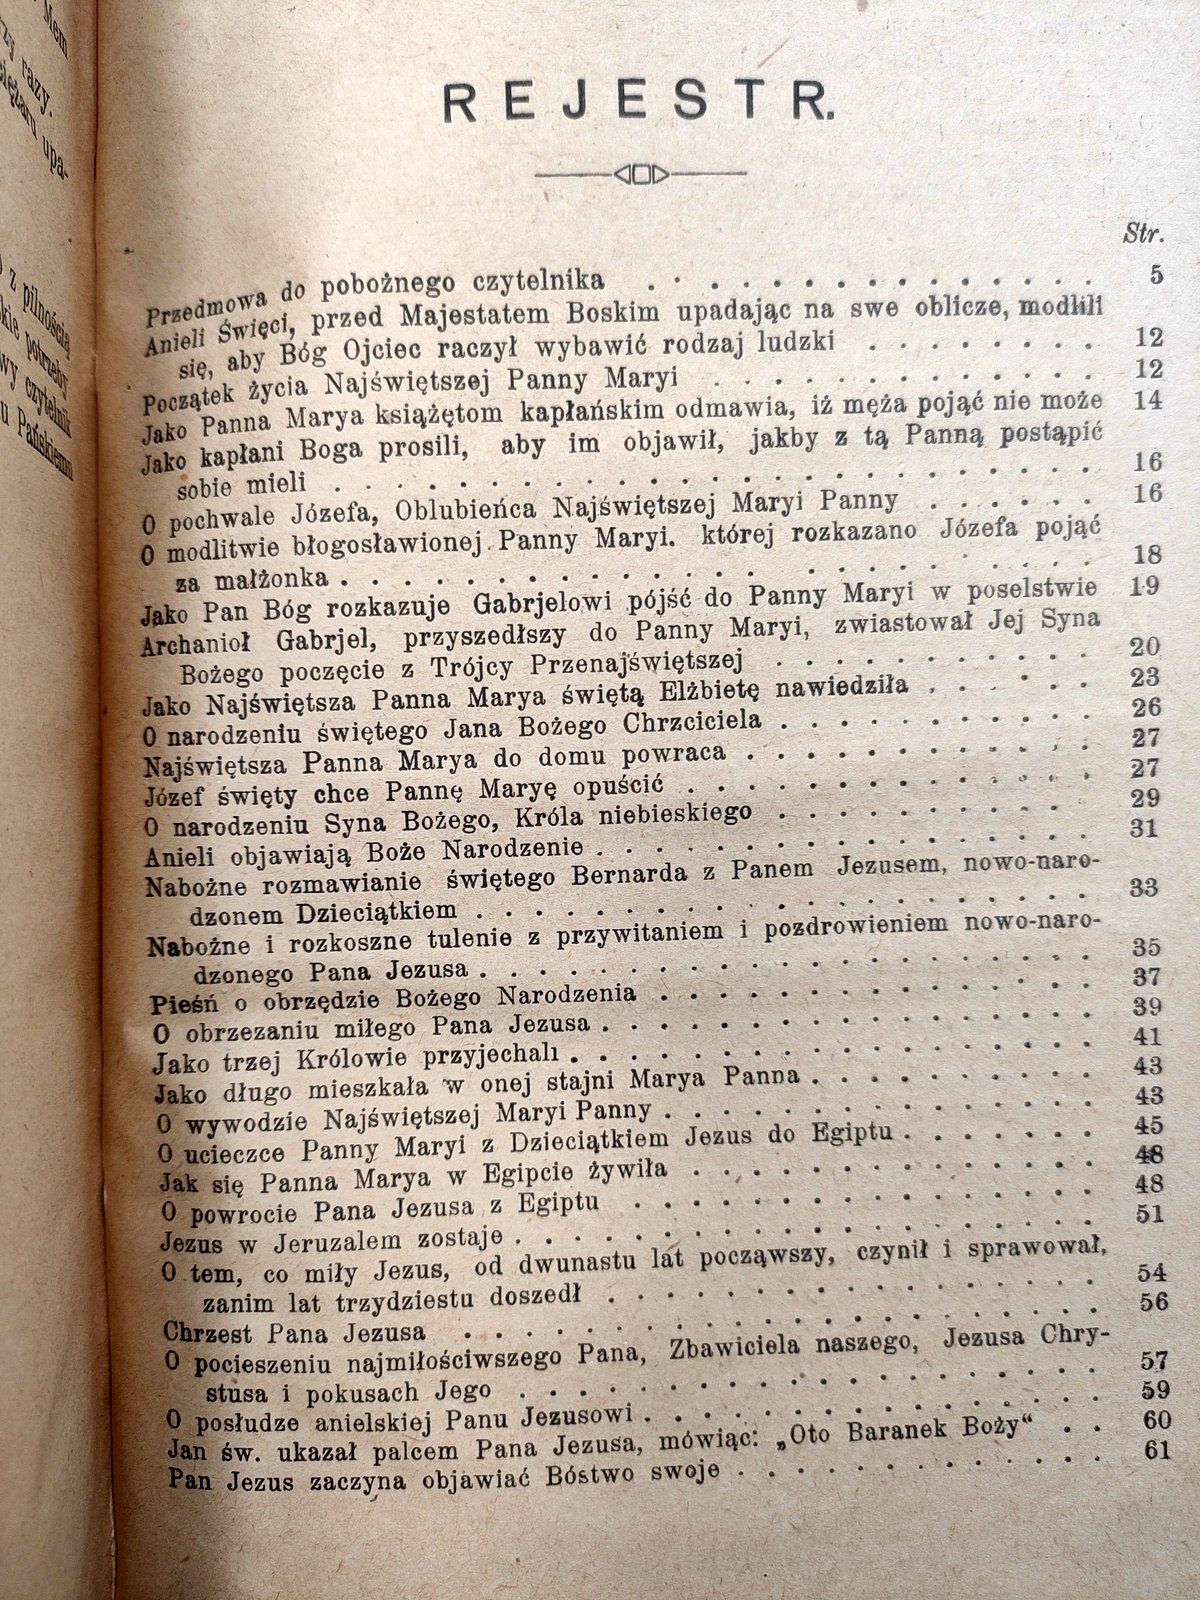 Mem
razy.
ciężaru upa-
z pilnością
potrzeby
czytelnik
Pańskiemu
REJESTR.
Str.
Przedmowa do pobożnego czytelnika . . . . . . . . . . . . 5
Anieli Święci, przed Majestatem Boskim upadając na swe oblicze, modlili
się, aby Bóg Ojciec raczył wybawić rodzaj ludzki . . . . . . . . 12
Początek życia Najświętszej Panny Maryi . . . . . . . . . . . 12
Jako Panna Marya książętom kapłańskim odmawia, iż męża pojąć nie może 14
Jako kapłani Boga prosili, aby im objawił, jakby z tą Panną postąpić
sobie mieli . . . . . . . . . . . . . . . . . . . . 16
O pochwale Józefa, Oblubieńca Najświętszej Maryi Panny . . . . . . 16
O modlitwie błogosławionej Panny Maryi. której rozkazano Józefa pojąć
za małżonka . . . . . . . . . . . . . . . . . . . . 18
Jako Pan Bóg rozkazuje Gabrjelowi pójść do Panny Maryi w poselstwie 19
Archanioł Gabrjel, przyszedłszy do Panny Maryi, zwiastował Jej Syna
Bożego poczęcie z Trójcy Przenajświętszej . . . . . . . . . . . 20
Jako Najświętsza Panna Marya świętą Elżbietę nawiedziła . . . . . . 23
O narodzeniu świętego Jana Bożego Chrzciciela . . . . . . . . . . . 26
Najświętsza Panna Marya do domu powraca . . . . . . . . . . . . 27
Józef święty chce Pannę Maryę opuścić . . . . . . . . . . . . . . 27
O narodzeniu Syna Bożego, Króla niebieskiego . . . . . . . . . . . 29
Anieli objawiają Boże Narodzenie . . . . . . . . . . . . . . . . 31
Nabożne rozmawianie świętego Bernarda z Panem Jezusem, nowo-naro-
dzonem Dzieciątkiem . . . . . . . . . . . . . . . . . . . . 33
Nabożne i rozkoszne tulenie z przywitaniem i pozdrowieniem nowo-naro-
dzonego Pana Jezusa . . . . . . . . . . . . . . . . . . . . 35
Pieśń o obrzędzie Bożego Narodzenia . . . . . . . . . . . . . . . 37
O obrzezaniu miłego Pana Jezusa . . . . . . . . . . . . . . . . . 39
Jako trzej Królowie przyjechali . . . . . . . . . . . . . . . . . 41
Jako długo mieszkała w onej stajni Marya Panna . . . . . . . . . . 43
O wywodzie Najświętszej Maryi Panny . . . . . . . . . . . . . . . 43
O ucieczce Panny Maryi z Dzieciątkiem Jezus do Egiptu . . . . . . . 45
Jak się Panna Marya w Egipcie żywiła . . . . . . . . . . . . . . 48
O powrocie Pana Jezusa z Egiptu . . . . . . . . . . . . . . . . 48
Jezus w Jeruzalem zostaje . . . . . . . . . . . . . . . . . . . . 51
O tem, co miły Jezus, od dwunastu lat począwszy, czynił i sprawował,
zanim lat trzydziestu doszedł . . . . . . . . . . . . . . . . 54
Chrzest Pana Jezusa . . . . . . . . . . . . . . . . . . . . 56
O pocieszeniu najmiłościwszego Pana, Zbawiciela naszego, Jezusa Chry-
stusa i pokusach Jego . . . . . . . . . . . . . . . . . . . . 57
O posłudze anielskiej Panu Jezusowi . . . . . . . . . . . . . . . 59
Jan św. ukazał palcem Pana Jezusa, mówiąc: „Oto Baranek Boży“ . . 60
Pan Jezus zaczyna objawiać Bóstwo swoje . . . . . . . . . . . . . 61